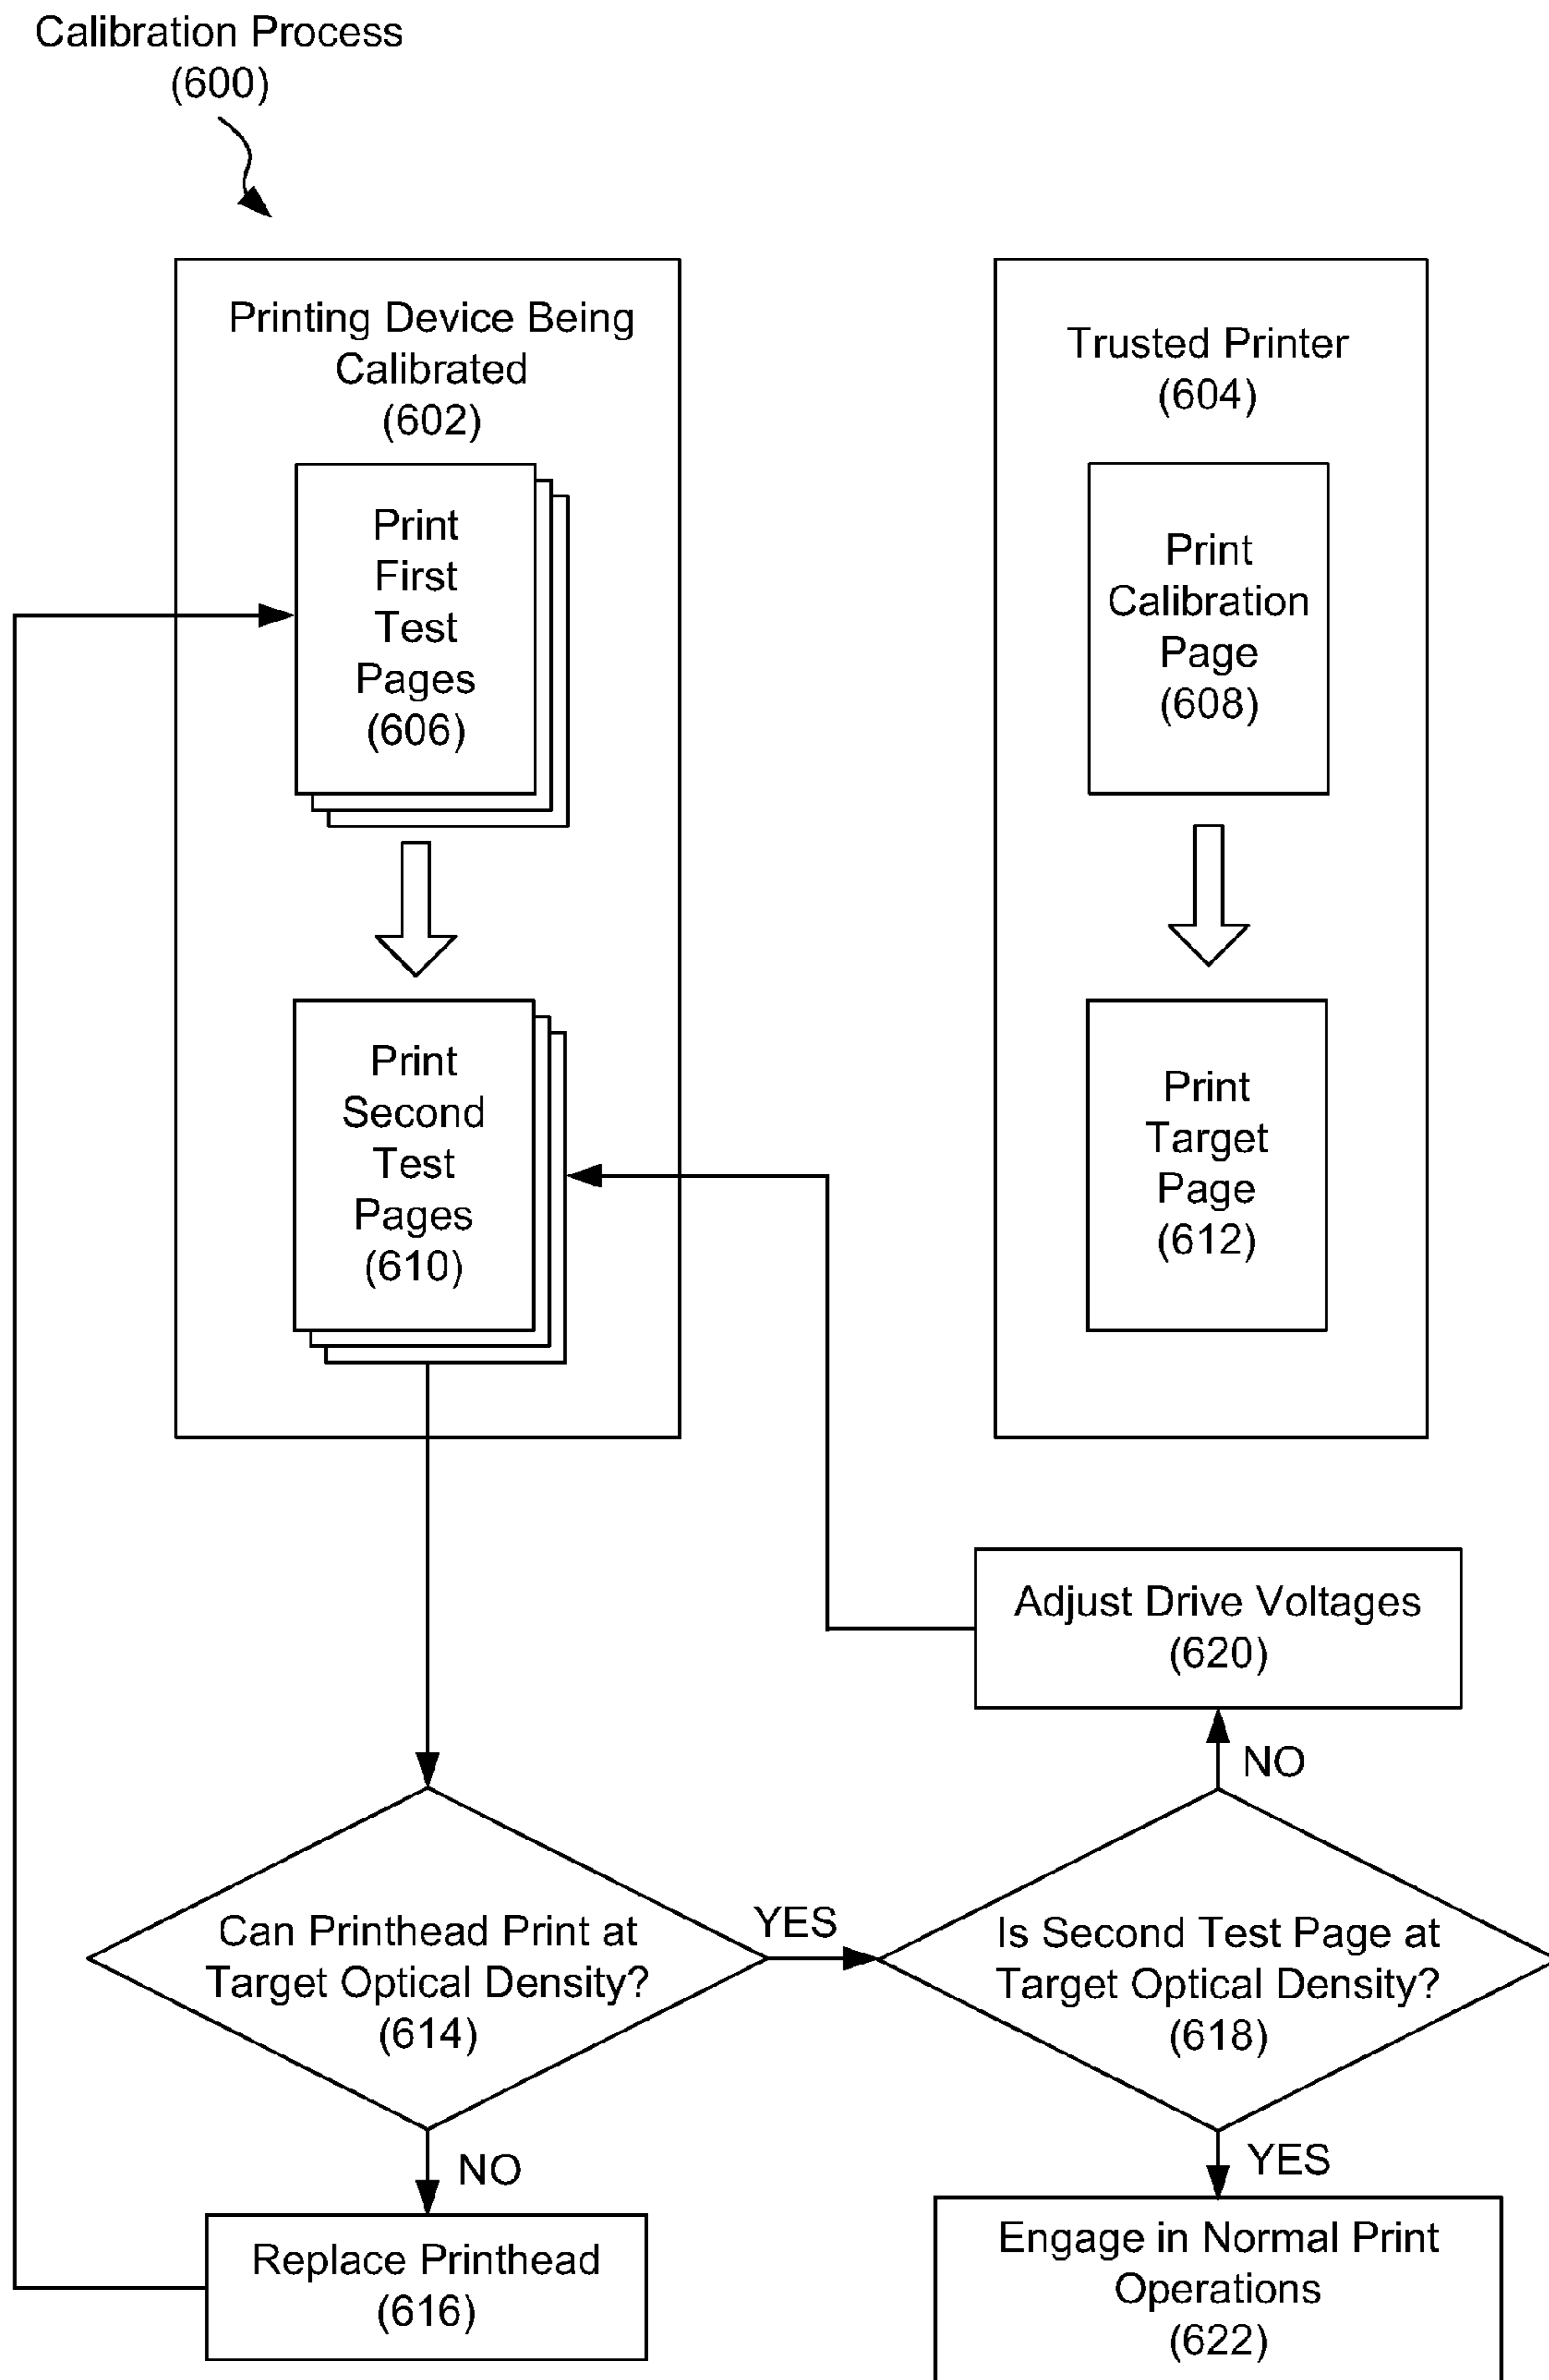 Calibration Process
(600)
Printing Device Being
Calibrated
(602)
Print
First
Test
Pages
(606)
Print
Second
Test
Pages
(610)
Trusted Printer
(604)
Print
Calibration
Page
(608)
Print
Target
Page
(612)
Adjust Drive Voltages
(620)
NO
Can Printhead Print at
Target Optical Density?
(614)
YES
Is Second Test Page at
Target Optical Density?
(618)
NO
YES
Replace Printhead
(616)
Engage in Normal Print
Operations
(622)